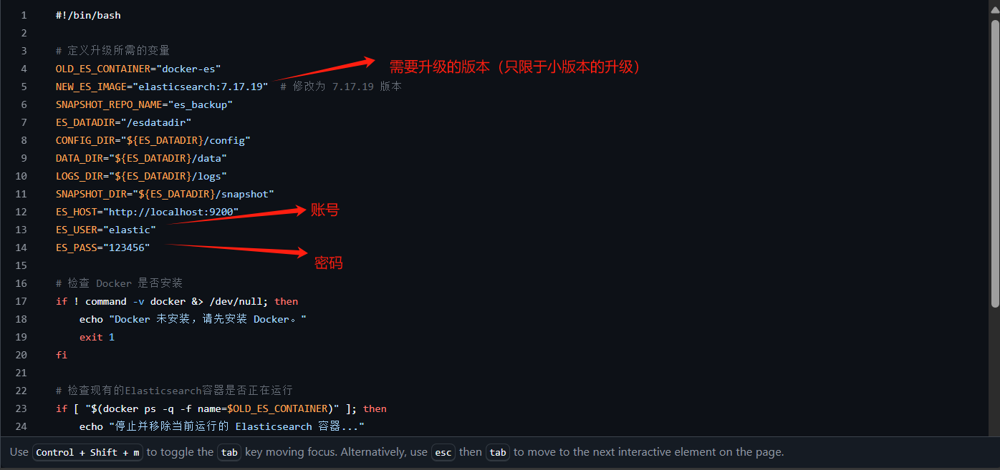 1 #!/bin/bash
2
3 # 定义升级所需的变量
4 OLD_ES_CONTAINER="docker-es"
需要升级的版本（只限于小版本的升级）
5 NEW_ES_IMAGE="elasticsearch:7.17.19" # 修改为 7.17.19 版本
6 SNAPSHOT_REPO_NAME="es_backup"
7 ES_DATADIR="/esdatadir"
8 CONFIG_DIR="${ES_DATADIR}/config"
9 DATA_DIR="${ES_DATADIR}/data"
10 LOGS_DIR="${ES_DATADIR}/logs"
11 SNAPSHOT_DIR="${ES_DATADIR}/snapshot"
12 ES_HOST="http://localhost:9200"
账号
13 ES_USER="elastic"
14 ES_PASS="123456"
密码
15
16 # 检查 Docker 是否安装
17 if ! command -v docker &> /dev/null; then
18 echo "Docker 未安装，请先安装 Docker。"
19 exit 1
20 fi
21
22 # 检查现有的Elasticsearch容器是否正在运行
23 if [ "$(docker ps -q -f name=$OLD_ES_CONTAINER)" ]; then
24 echo "停止并移除当前运行的 Elasticsearch 容器..."
Use Control + Shift + m to toggle the tab key moving focus. Alternatively, use esc then tab to move to the next interactive element on the page.